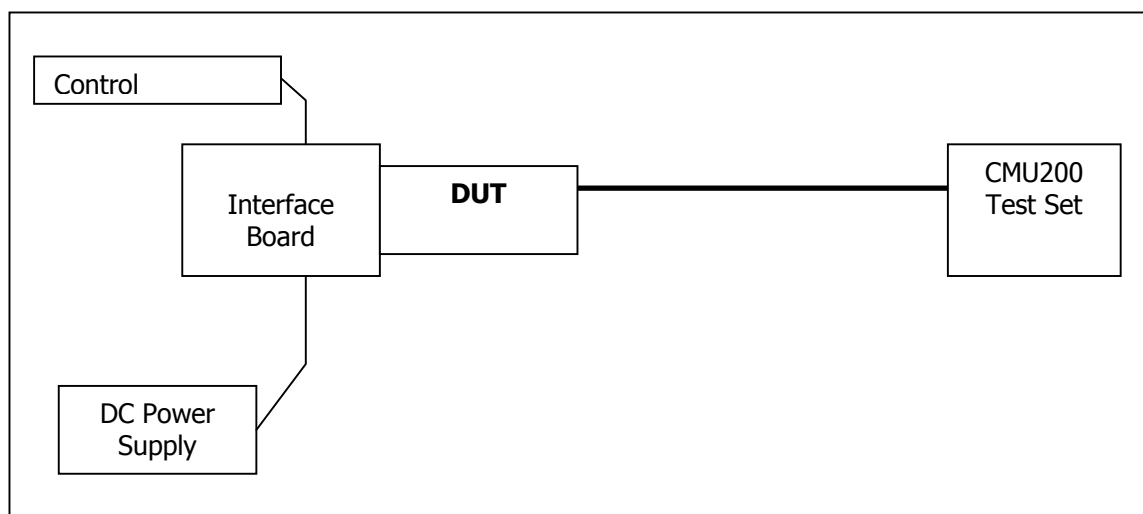 Control
Interface
Board
DUT
CMU200
Test Set
DC Power
Supply